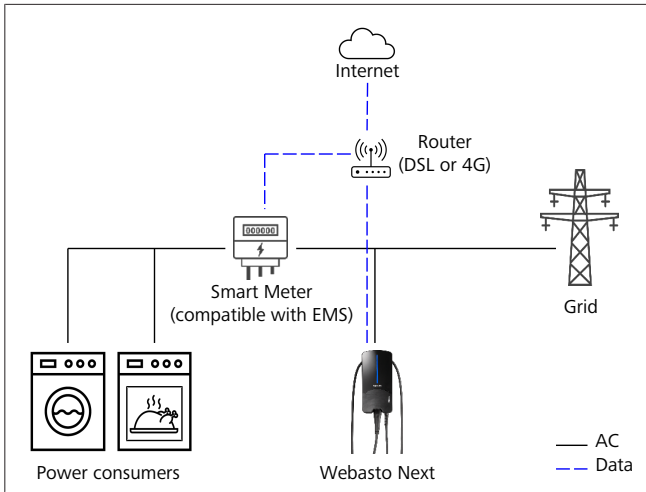 Internet
Router
(DSL or 4G)
000000
Smart Meter
(compatible with EMS)
Grid
Power consumers
Webasto Next
AC
Data